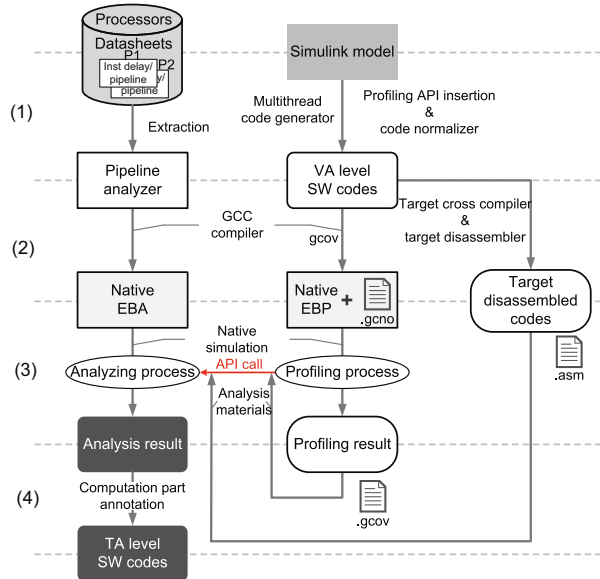 Processors
Datasheets
P1
P2
Inst delay/
pipeline
y/
pipeline
Simulink model
(1)
Extraction
Multithread
code generator
Profiling API insertion
&
code normalizer
Pipeline
analyzer
VA level
SW codes
GCC
compiler
gcov
Target cross compiler
&
target disassembler
(2)
Native
EBA
Native
EBP +
.gcno
Target
disassembled
codes
.asm
Native
simulation
(3)
Analyzing process
API call
Profiling process
Analysis
materials
Analysis result
Profiling result
.gcov
(4)
Computation part
annotation
TA level
SW codes